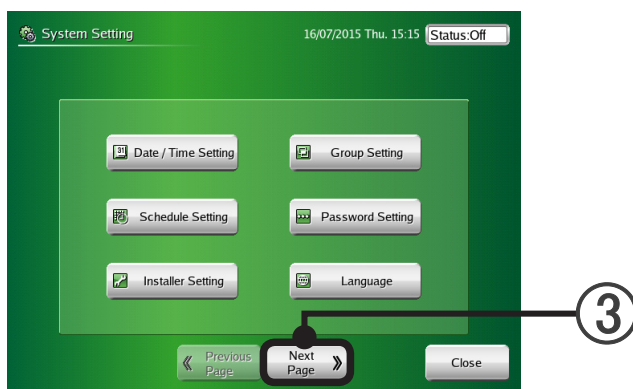 System Setting
16/07/2015 Thu. 15:15 Status:Off
31 Date / Time Setting
Group Setting
Schedule Setting
Password Setting
Installer Setting
Language
« Previous Page
Next Page »
Close
3